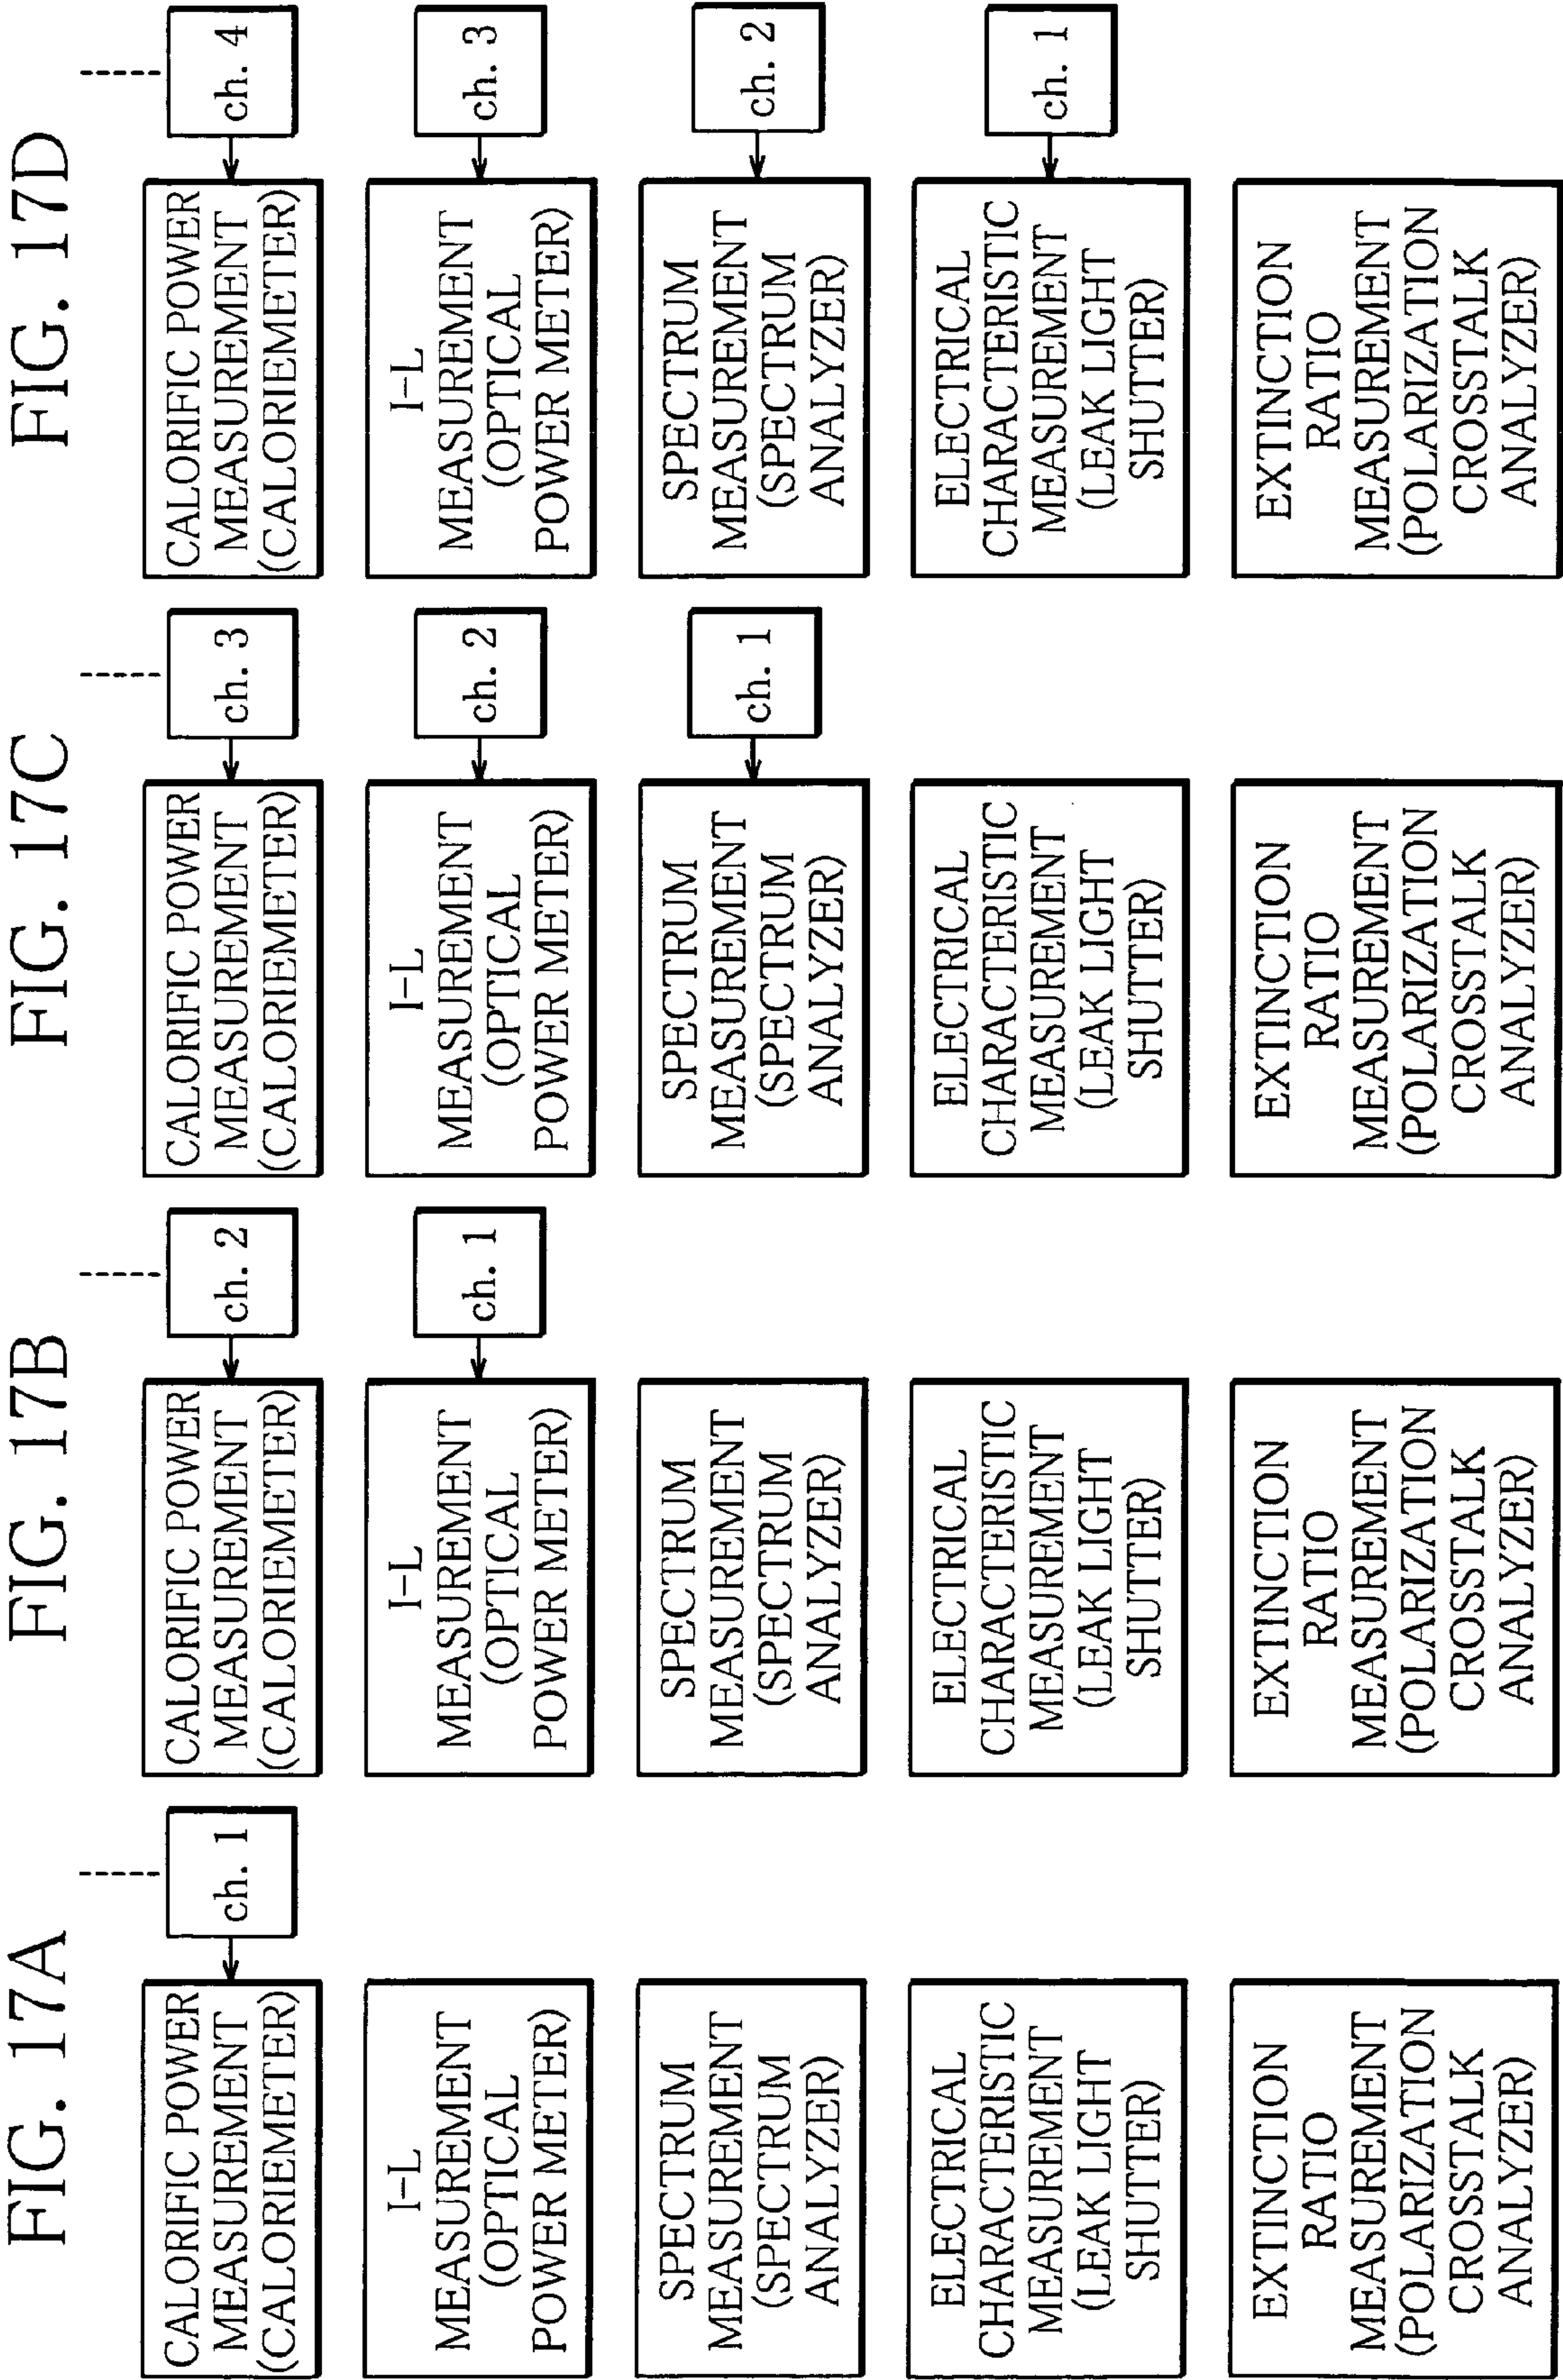 FIG. 17A
CALORIFIC POWER
MEASUREMENT
(CALORIEMETER)
ch. 1
I-L
MEASUREMENT
(OPTICAL
POWER METER)
SPECTRUM
MEASUREMENT
(SPECTRUM
ANALYZER)
ELECTRICAL
CHARACTERISTIC
MEASUREMENT
(LEAK LIGHT
SHUTTER)
EXTINCTION
RATIO
MEASUREMENT
(POLARIZATION
CROSSTALK
ANALYZER)
FIG. 17B
CALORIFIC POWER
MEASUREMENT
(CALORIEMETER)
ch. 2
I-L
MEASUREMENT
(OPTICAL
POWER METER)
ch. 1
SPECTRUM
MEASUREMENT
(SPECTRUM
ANALYZER)
ELECTRICAL
CHARACTERISTIC
MEASUREMENT
(LEAK LIGHT
SHUTTER)
EXTINCTION
RATIO
MEASUREMENT
(POLARIZATION
CROSSTALK
ANALYZER)
FIG. 17C
CALORIFIC POWER
MEASUREMENT
(CALORIEMETER)
ch. 3
I-L
MEASUREMENT
(OPTICAL
POWER METER)
ch. 2
SPECTRUM
MEASUREMENT
(SPECTRUM
ANALYZER)
ch. 1
ELECTRICAL
CHARACTERISTIC
MEASUREMENT
(LEAK LIGHT
SHUTTER)
EXTINCTION
RATIO
MEASUREMENT
(POLARIZATION
CROSSTALK
ANALYZER)
FIG. 17D
CALORIFIC POWER
MEASUREMENT
(CALORIEMETER)
ch. 4
I-L
MEASUREMENT
(OPTICAL
POWER METER)
ch. 3
SPECTRUM
MEASUREMENT
(SPECTRUM
ANALYZER)
ch. 2
ELECTRICAL
CHARACTERISTIC
MEASUREMENT
(LEAK LIGHT
SHUTTER)
ch. 1
EXTINCTION
RATIO
MEASUREMENT
(POLARIZATION
CROSSTALK
ANALYZER)